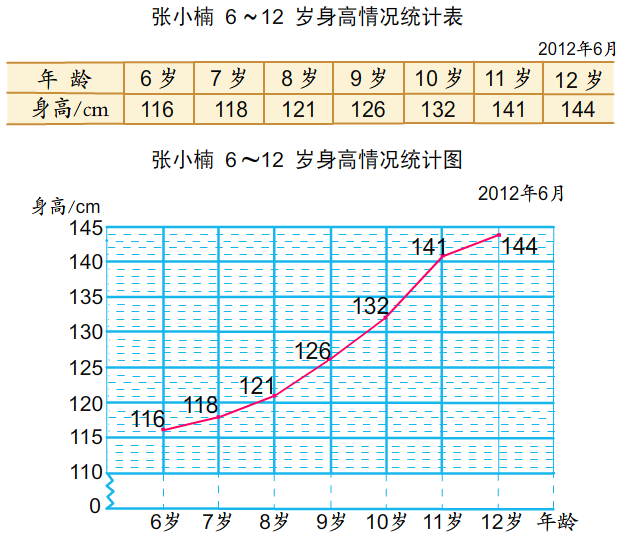 张小楠 6～12 岁身高情况统计表
2012年6月
年 龄 6岁 7岁 8岁 9岁 10岁 11岁 12岁
身高/cm 116 118 121 126 132 141 144
张小楠 6～12 岁身高情况统计图
2012年6月
身高/cm
145
141 144
140
135
132
130
126
125
121
120
118
116
115
110
0
6岁 7岁 8岁 9岁 10岁 11岁 12岁 年龄